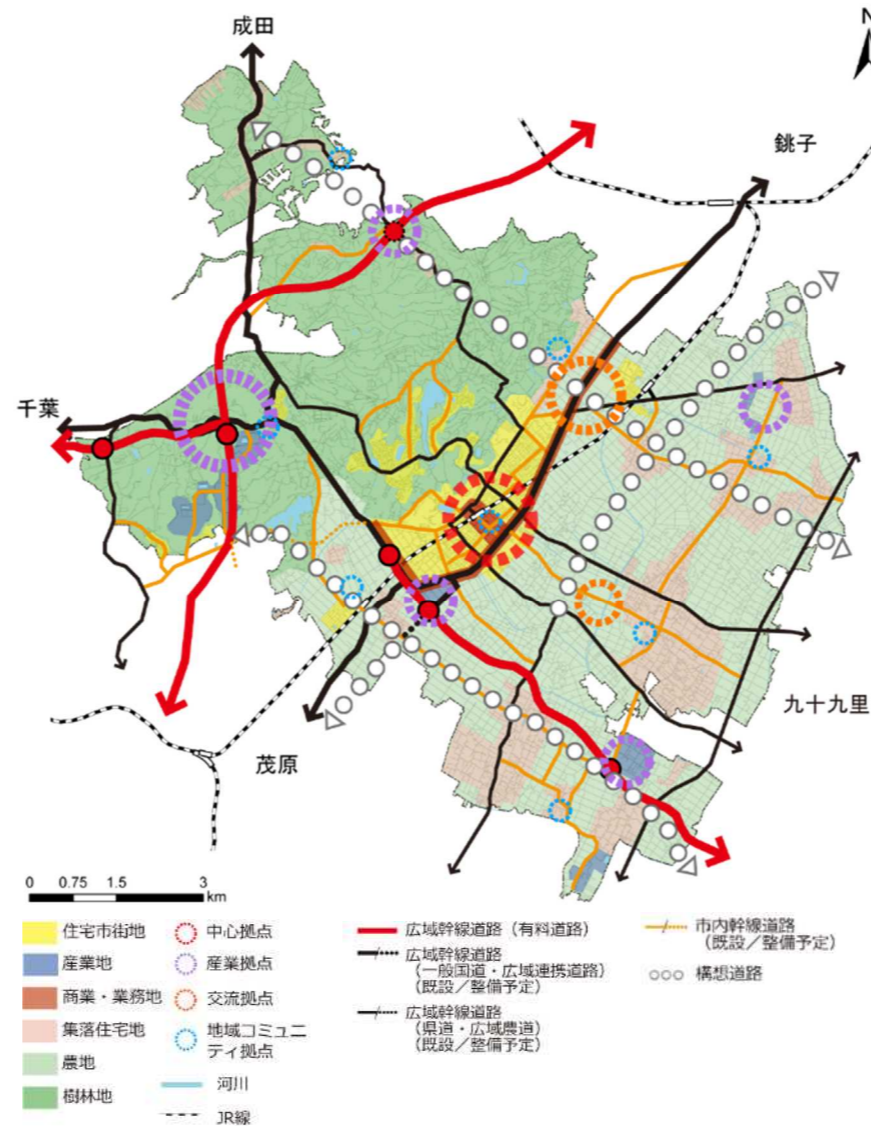 成田
N
銚子
千葉
九十九里
茂原
0 0.75 1.5 3
km
住宅市街地
産業地
商業・業務地
集落住宅地
農地
樹林地
中心拠点
産業拠点
交流拠点
地域コミュニ
ティ拠点
河川
JR線
広域幹線道路（有料道路）
広域幹線道路
（一般国道・広域連携道路）
（既設／整備予定）
広域幹線道路
（県道・広域農道）
（既設／整備予定）
市内幹線道路
（既設／整備予定）
構想道路